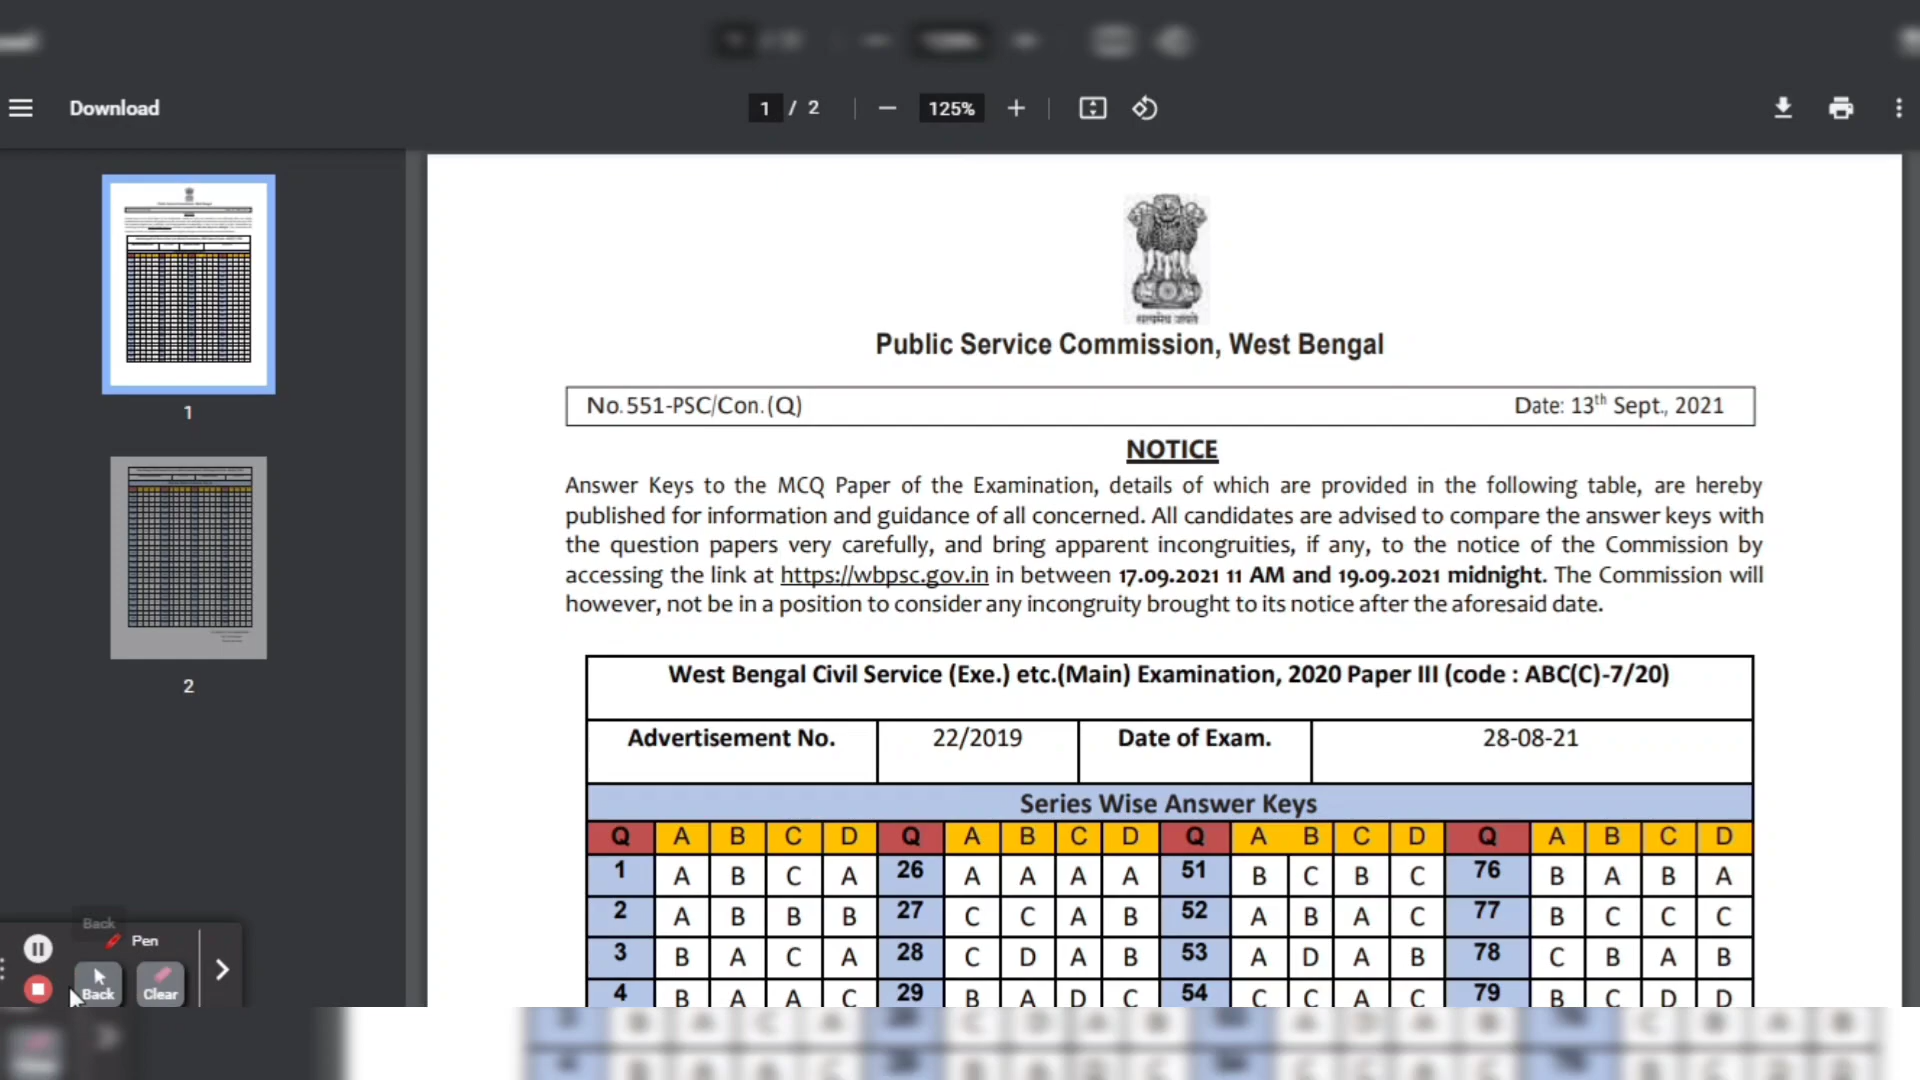 Download
1 / 2
125%
1
2
सत्यमेव जयते
Public Service Commission, West Bengal
No.551-PSC/Con.(Q) Date: 13th Sept., 2021
NOTICE
Answer Keys to the MCQ Paper of the Examination, details of which are provided in the following table, are hereby
published for information and guidance of all concerned. All candidates are advised to compare the answer keys with
the question papers very carefully, and bring apparent incongruities, if any, to the notice of the Commission by
accessing the link at https://wbpsc.gov.in in between 17.09.2021 11 AM and 19.09.2021 midnight. The Commission will
however, not be in a position to consider any incongruity brought to its notice after the aforesaid date.
West Bengal Civil Service (Exe.) etc.(Main) Examination, 2020 Paper III (code : ABC(C)-7/20)
Advertisement No. 22/2019 Date of Exam. 28-08-21
Series Wise Answer Keys
Q A B C D Q A B C D Q A B C D Q A B C D
1 A B C A 26 A A A A 51 B C B C 76 B A B A
2 A B B B 27 C C A B 52 A B A C 77 B C C C
3 B A C A 28 C D A B 53 A D A B 78 C B A B
4 B A A C 29 B A D C 54 C C A C 79 B C D D
Back
Pen
Back
Clear